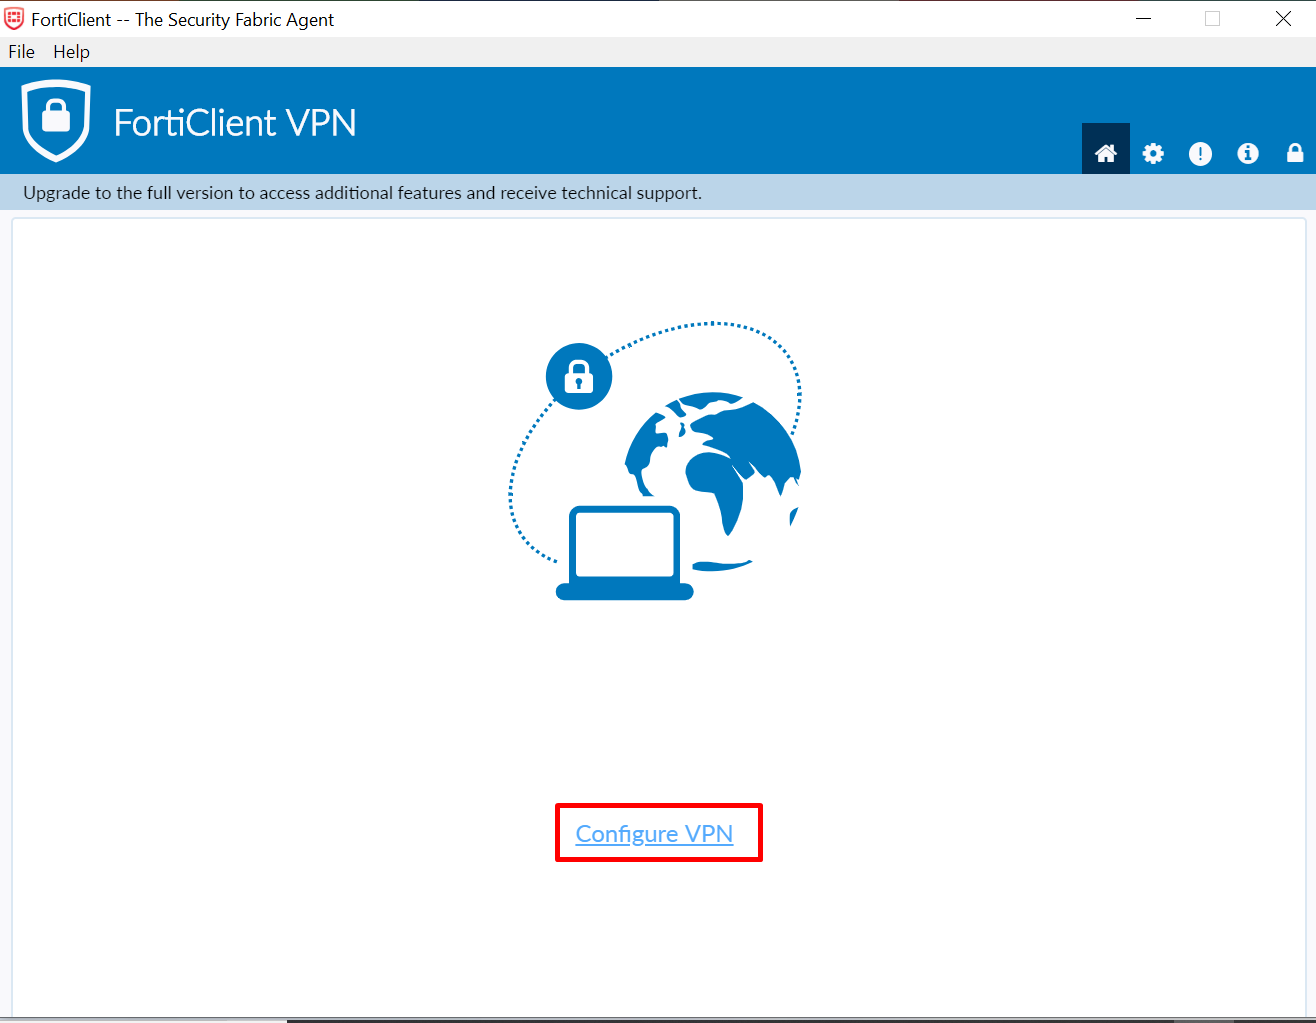 FortiClient -- The Security Fabric Agent
File Help
FortiClient VPN
Upgrade to the full version to access additional features and receive technical support.
Configure VPN